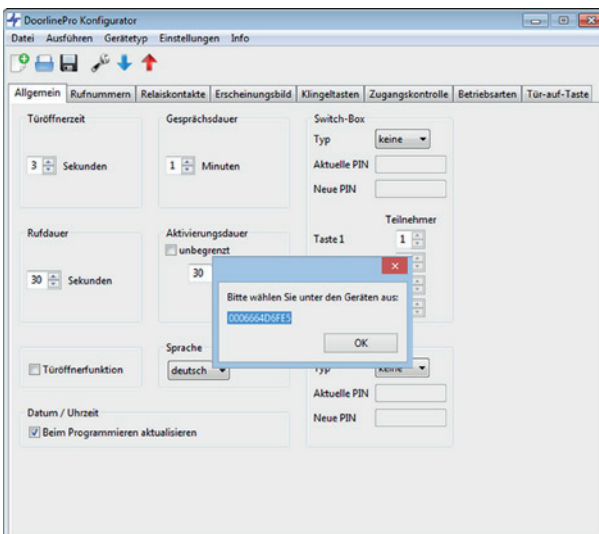 DoorlinePro Konfigurator
Datei Ausführen Gerätetyp Einstellungen Info
Allgemein Rufnummern Relaiskontakte Erscheinungsbild Klingeltasten Zugangskontrolle Betriebsarten Tür-auf-Taste
Türöffnerzeit
3 Sekunden
Gesprächsdauer
1 Minuten
Switch-Box
Typ keine
Aktuelle PIN
Neue PIN
Teilnehmer
Taste 1 1
Rufdauer
30 Sekunden
Aktivierungsdauer
unbegrenzt
30
Bitte wählen Sie unter den Geräten aus:
0006664D6FE5
OK
Türöffnerfunktion
Sprache
deutsch
Typ keine
Aktuelle PIN
Neue PIN
Datum / Uhrzeit
Beim Programmieren aktualisieren